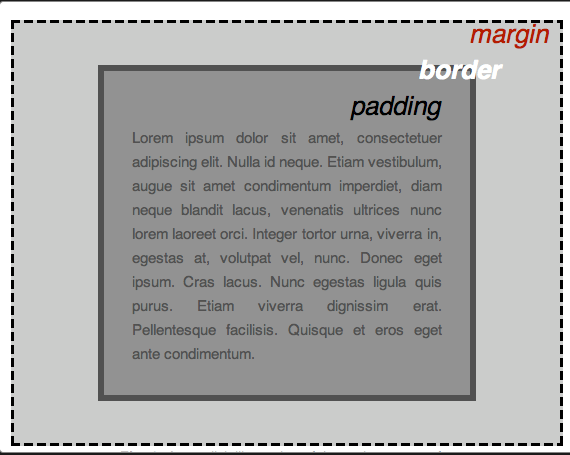 margin
border
padding
Lorem ipsum dolor sit amet, consectetuer
adipiscing elit. Nulla id neque. Etiam vestibulum,
augue sit amet condimentum imperdiet, diam
neque blandit lacus, venenatis ultrices nunc
lorem laoreet orci. Integer tortor urna, viverra in,
egestas at, volutpat vel, nunc. Donec eget
ipsum. Cras lacus. Nunc egestas ligula quis
purus. Etiam viverra dignissim erat.
Pellentesque facilisis. Quisque et eros eget
ante condimentum.